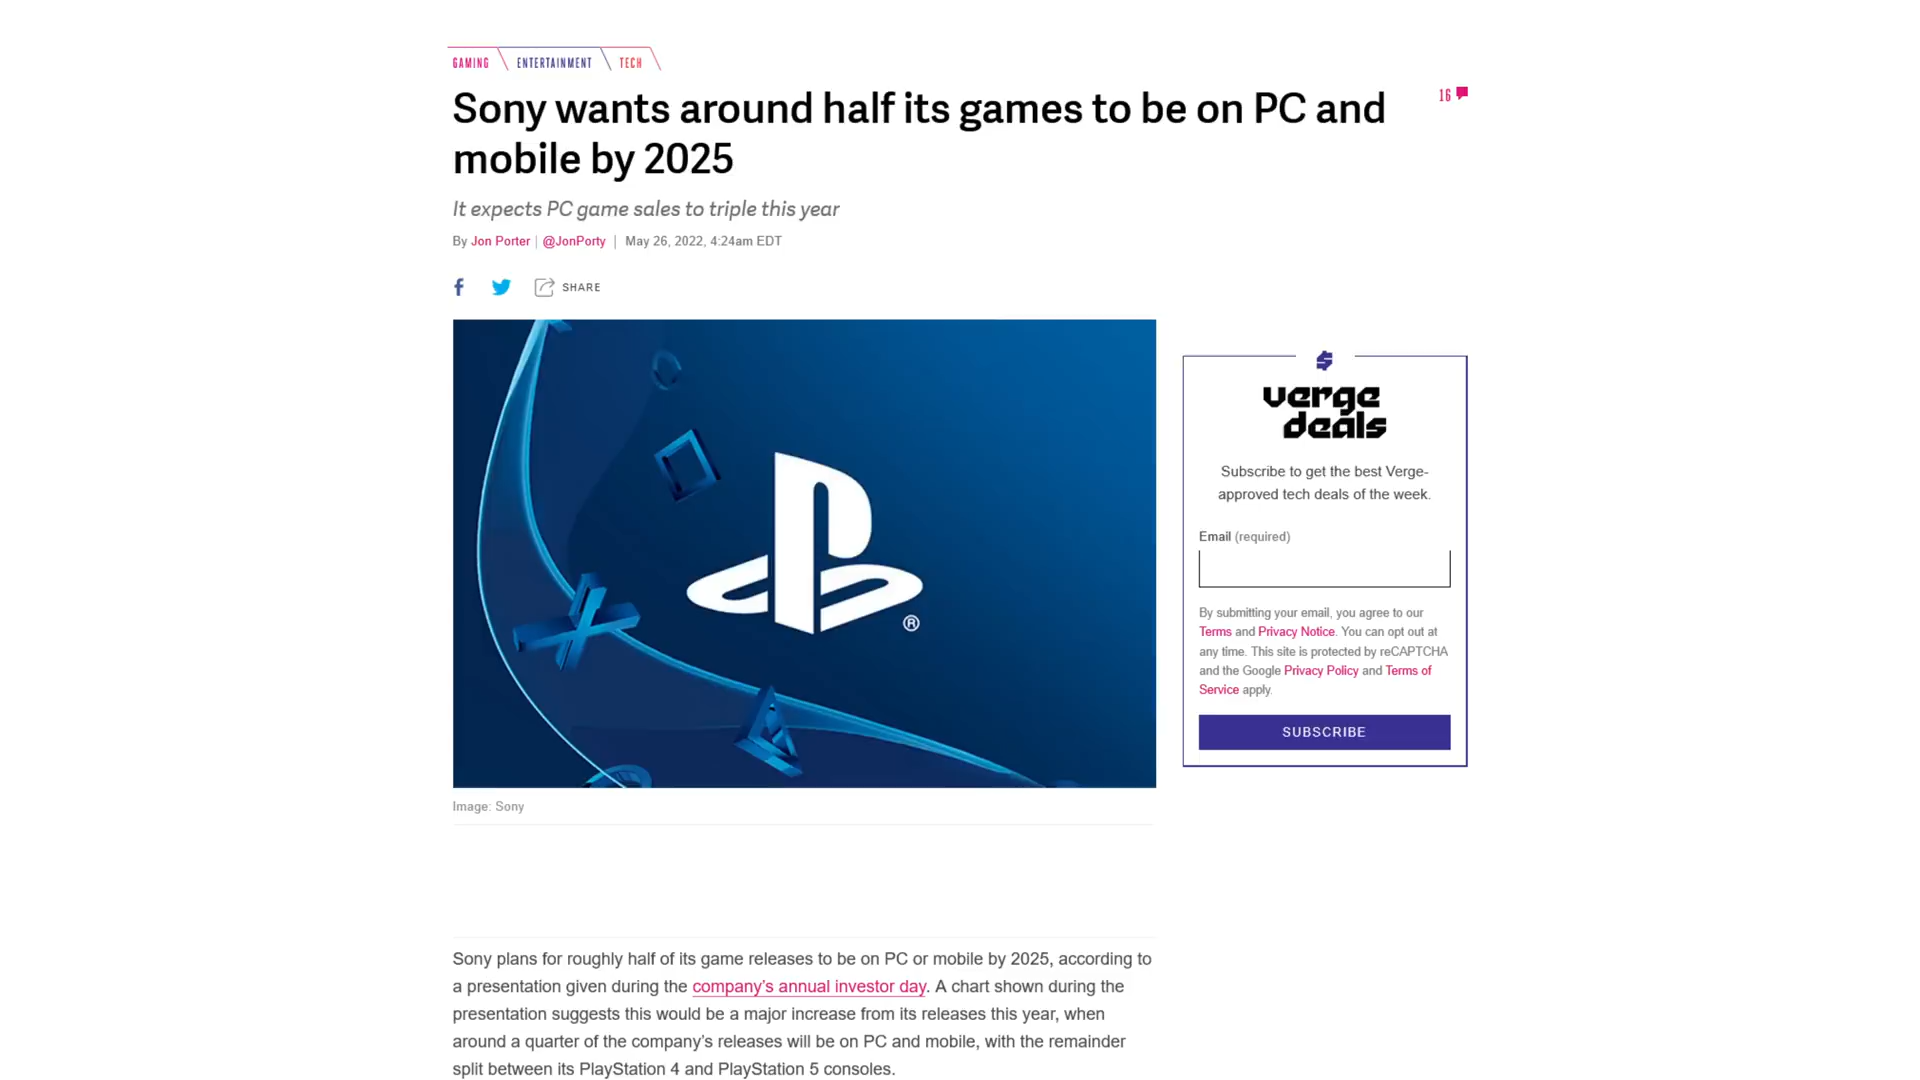 GAMING
ENTERTAINMENT
TECH
Sony wants around half its games to be on PC and
mobile by 2025
16
It expects PC game sales to triple this year
By Jon Porter | @JonPorty | May 26, 2022, 4:24am EDT
SHARE
®
Image: Sony
verge
deals
Subscribe to get the best Verge-
approved tech deals of the week.
Email (required)
By submitting your email, you agree to our
Terms and Privacy Notice. You can opt out at
any time. This site is protected by reCAPTCHA
and the Google Privacy Policy and Terms of
Service apply.
SUBSCRIBE
Sony plans for roughly half of its game releases to be on PC or mobile by 2025, according to
a presentation given during the company’s annual investor day. A chart shown during the
presentation suggests this would be a major increase from its releases this year, when
around a quarter of the company’s releases will be on PC and mobile, with the remainder
split between its PlayStation 4 and PlayStation 5 consoles.